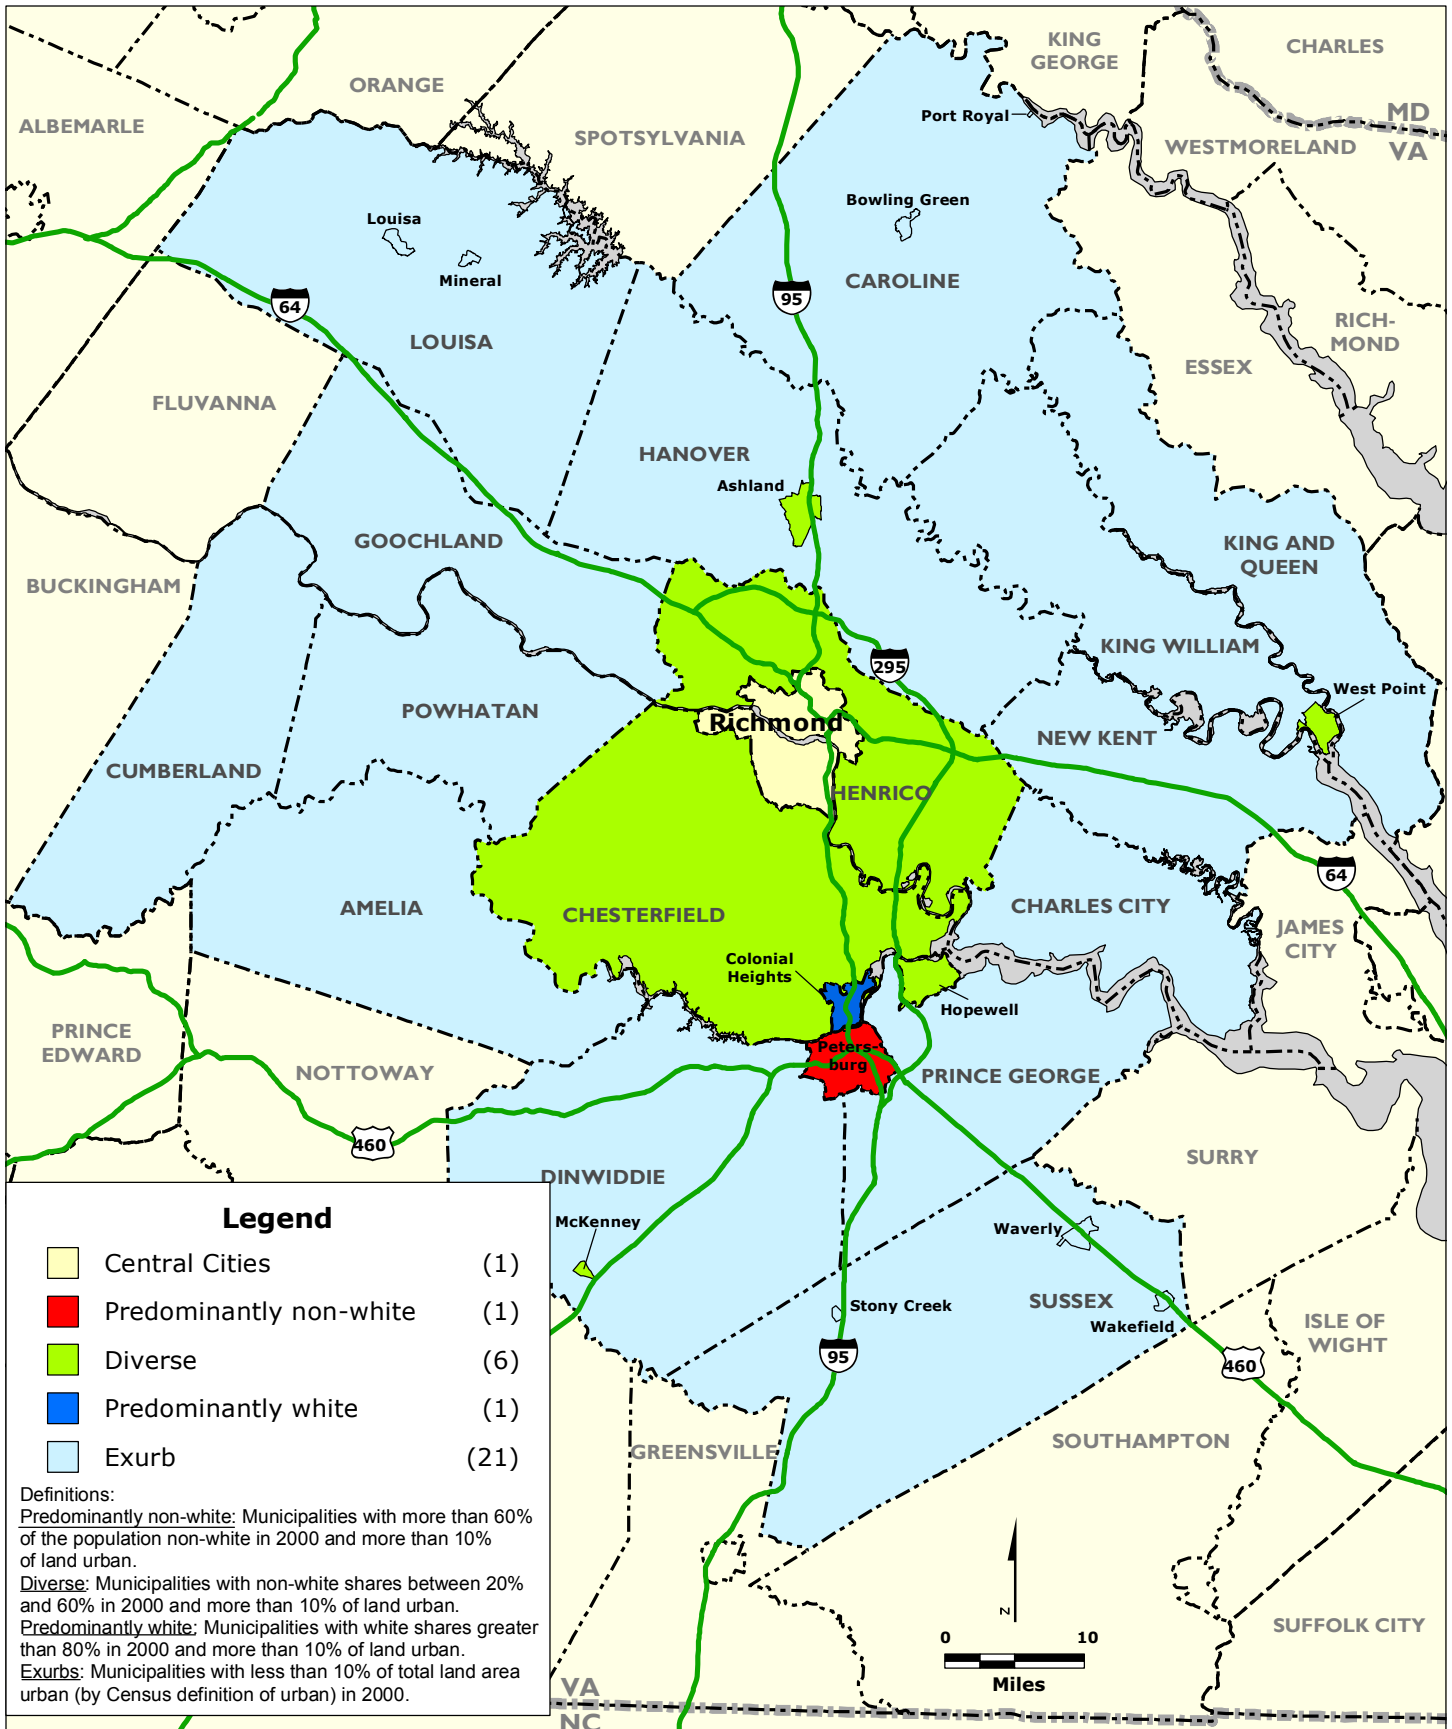 KING
GEORGE
CHARLES
ORANGE
MD
VA
ALBEMARLE
SPOTSYLVANIA
Port Royal
WESTMORELAND
Louisa
Bowling Green
Mineral
CAROLINE
64
95
LOUISA
RICH-
MOND
ESSEX
FLUVANNA
HANOVER
Ashland
GOOCHLAND
KING AND
QUEEN
BUCKINGHAM
KING WILLIAM
295
West Point
POWHATAN
Richmond
NEW KENT
CUMBERLAND
HENRICO
64
AMELIA
CHESTERFIELD
CHARLES CITY
JAMES
CITY
Colonial
Heights
Hopewell
PRINCE
EDWARD
Peters-
burg
NOTTOWAY
PRINCE GEORGE
460
SURRY
DINWIDDIE
McKenney
Waverly
Stony Creek
SUSSEX
Wakefield
ISLE OF
WIGHT
95
460
GREENSVILLE
SOUTHAMPTON
SUFFOLK CITY
Legend
Central Cities (1)
Predominantly non-white (1)
Diverse (6)
Predominantly white (1)
Exurb (21)
Definitions:
Predominantly non-white: Municipalities with more than 60%
of the population non-white in 2000 and more than 10%
of land urban.
Diverse: Municipalities with non-white shares between 20%
and 60% in 2000 and more than 10% of land urban.
Predominantly white: Municipalities with white shares greater
than 80% in 2000 and more than 10% of land urban.
Exurbs: Municipalities with less than 10% of total land area
urban (by Census definition of urban) in 2000.
N
0 10
Miles
VA
NC